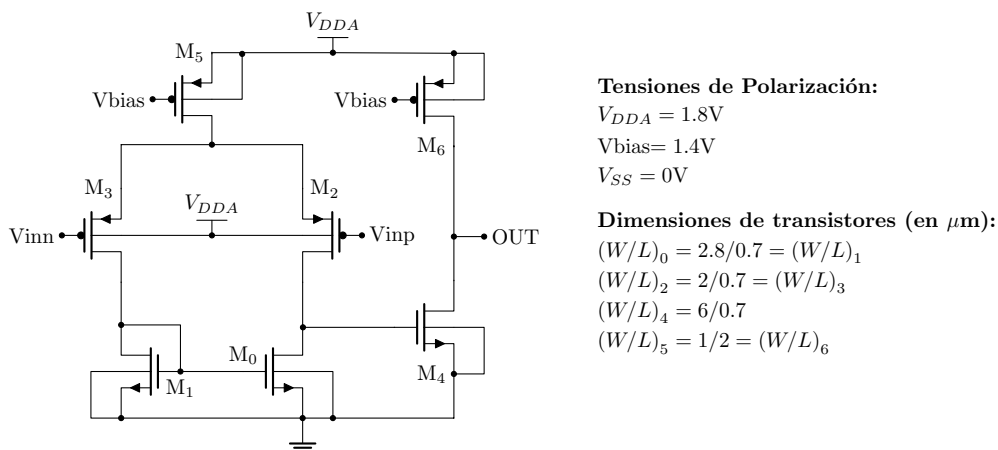 V_DDA
M_5
Vbias
Vbias
M_6
M_3
M_2
V_DDA
Vinn
Vinp
OUT
M_0
M_1
M_4
Tensiones de Polarización:
V_DDA = 1.8V
Vbias= 1.4V
V_SS = 0V
Dimensiones de transistores (en μm):
(W/L)_0 = 2.8/0.7 = (W/L)_1
(W/L)_2 = 2/0.7 = (W/L)_3
(W/L)_4 = 6/0.7
(W/L)_5 = 1/2 = (W/L)_6